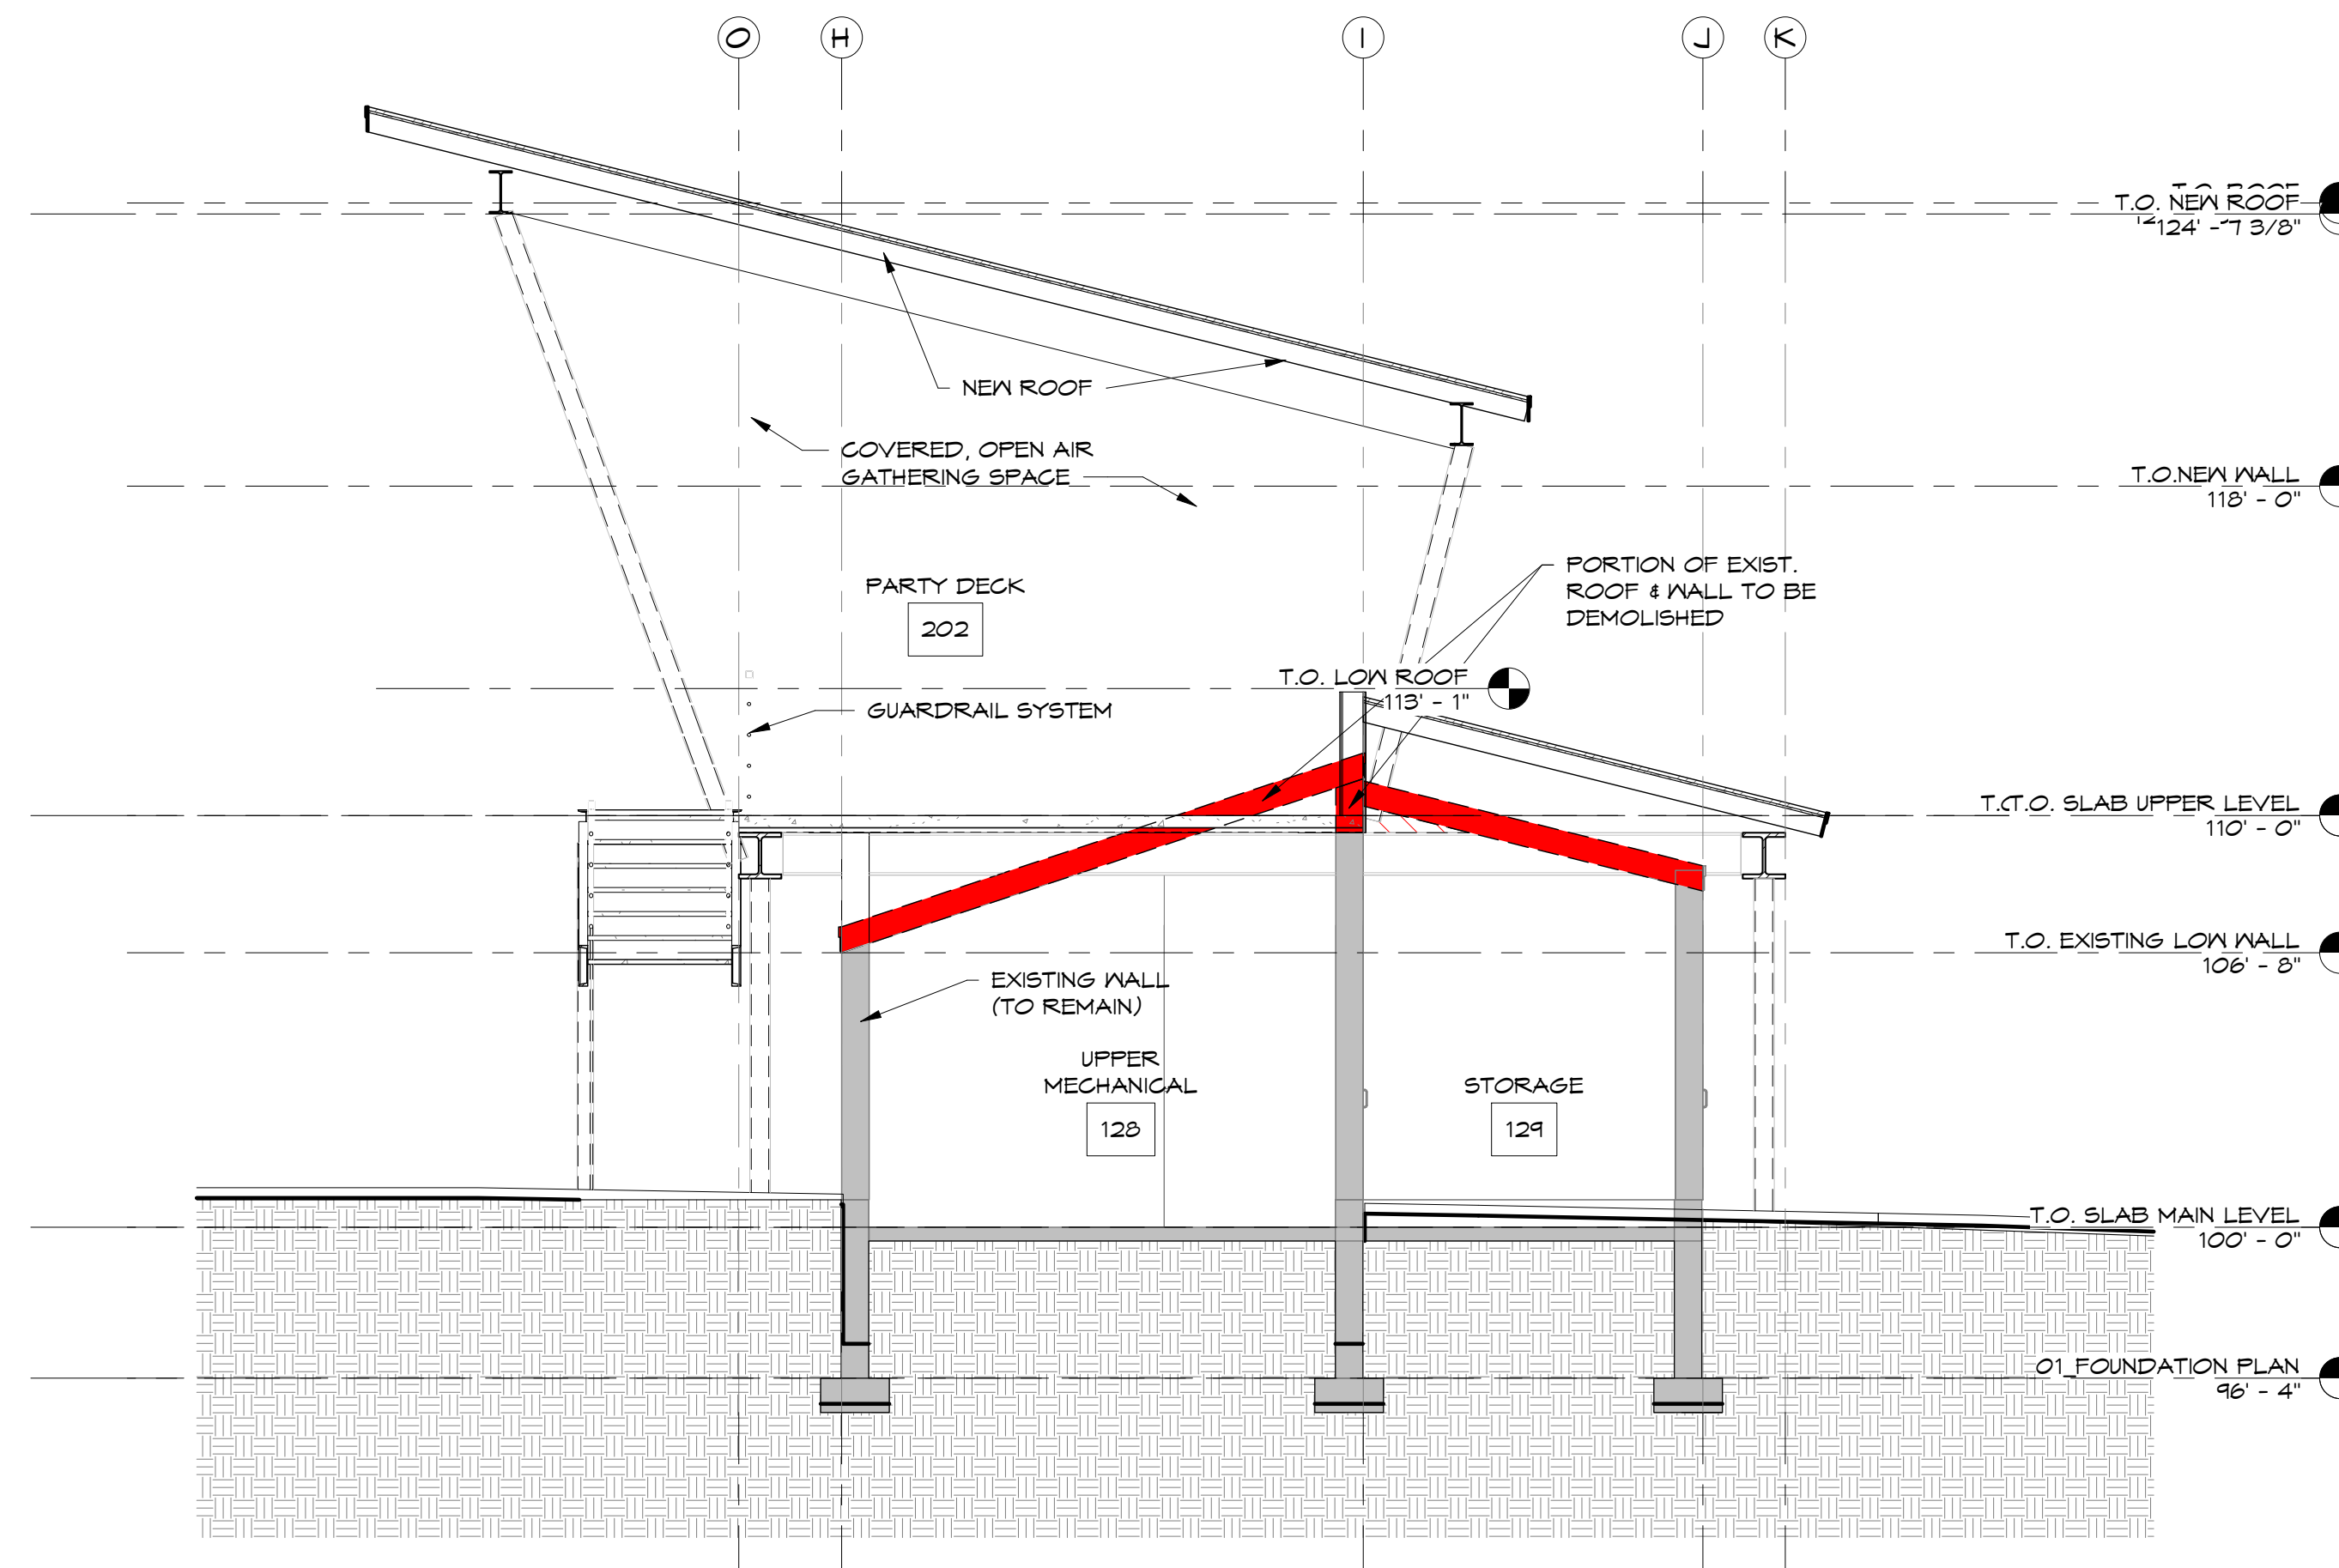 O H I J K
T.O. ROOF
T.O. NEW ROOF
124' - 7 3/8"
NEW ROOF
COVERED, OPEN AIR
GATHERING SPACE
T.O.NEW WALL
118' - 0"
PORTION OF EXIST.
ROOF & WALL TO BE
DEMOLISHED
PARTY DECK
202
T.O. LOW ROOF
113' - 1"
GUARDRAIL SYSTEM
T.O. SLAB UPPER LEVEL
110' - 0"
T.O. EXISTING LOW WALL
106' - 8"
EXISTING WALL
(TO REMAIN)
UPPER
MECHANICAL
128
STORAGE
129
T.O. SLAB MAIN LEVEL
100' - 0"
01_FOUNDATION PLAN
96' - 4"